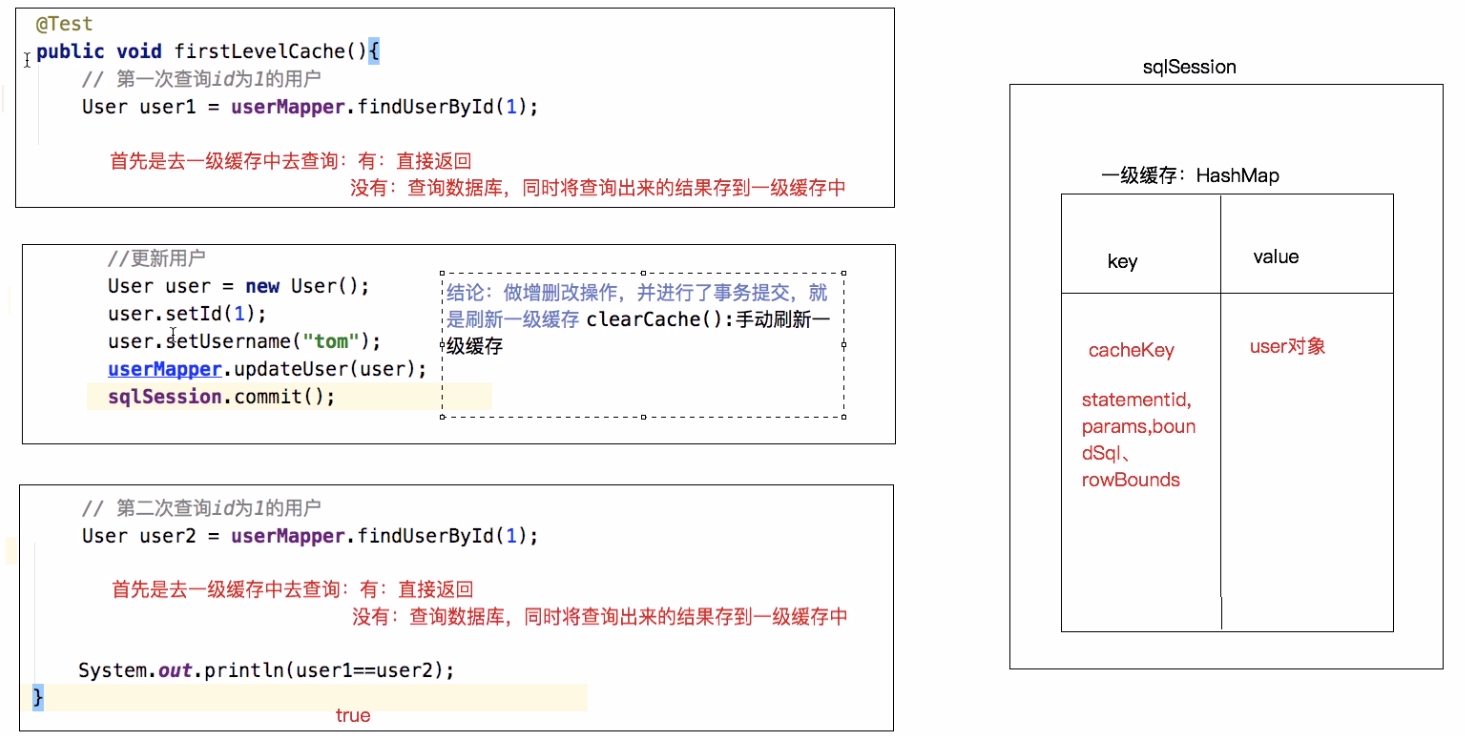 @Test
public void firstLevelCache(){
// 第一次查询id为1的用户
User user1 = userMapper.findUserById(1);
首先是去一级缓存中去查询：有：直接返回
没有：查询数据库，同时将查询出来的结果存到一级缓存中
//更新用户
User user = new User();
user.setId(1);
user.setUsername("tom");
userMapper.updateUser(user);
sqlSession.commit();
结论：做增删改操作，并进行了事务提交，就
是刷新一级缓存 clearCache():手动刷新一
级缓存
// 第二次查询id为1的用户
User user2 = userMapper.findUserById(1);
首先是去一级缓存中去查询：有：直接返回
没有：查询数据库，同时将查询出来的结果存到一级缓存中
System.out.println(user1==user2);
}
true
sqlSession
一级缓存：HashMap
key
value
cacheKey
user对象
statementid,
params,boun
dSql、
rowBounds